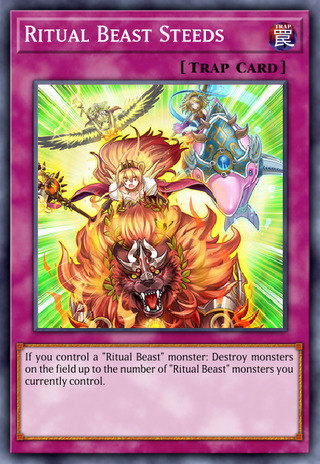 Ritual Beast Steeds
TRAP
罠
[Trap Card]
If you control a "Ritual Beast" monster: Destroy monsters
on the field up to the number of "Ritual Beast" monsters you
currently control.